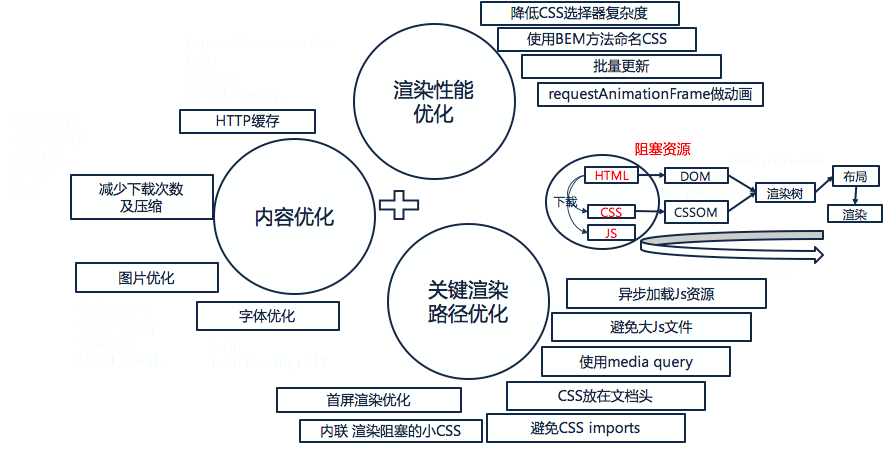 降低CSS选择器复杂度
使用BEM方法命名CSS
批量更新
requestAnimationFrame做动画
渲染性能
优化
HTTP缓存
减少下载次数
及压缩
内容优化
图片优化
字体优化
阻塞资源
HTML
DOM
下载
CSS
CSSOM
JS
渲染树
布局
渲染
关键渲染
路径优化
异步加载Js资源
避免大Js文件
使用media query
CSS放在文档头
避免CSS imports
首屏渲染优化
内联 渲染阻塞的小CSS